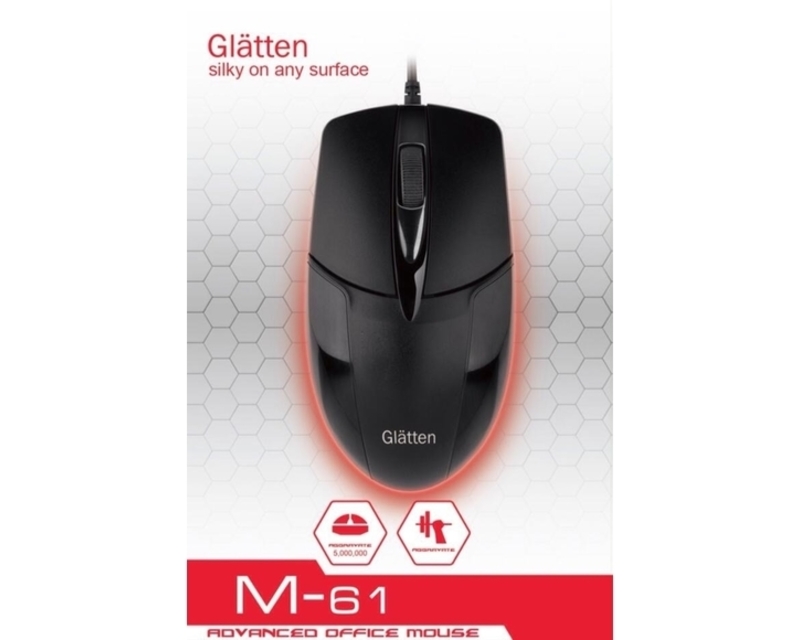 Glätten
silky on any surface
Glätten
5,000,000
M-61
ADVANCED OFFICE MOUSE